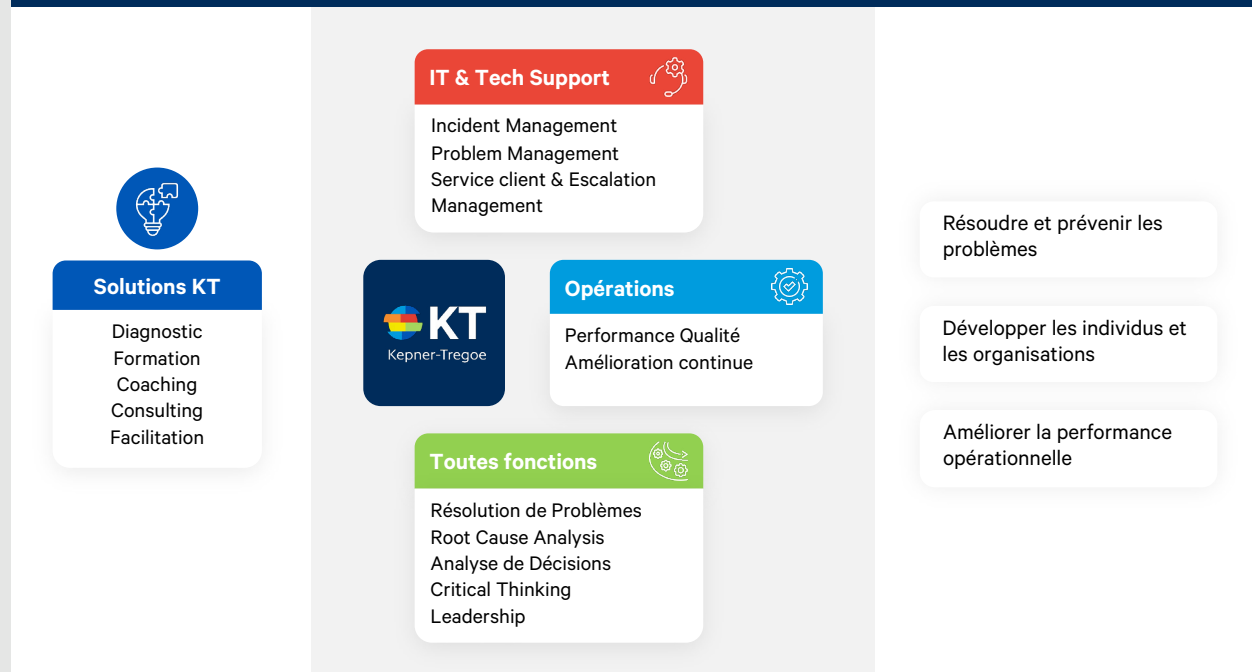 Solutions KT
Diagnostic
Formation
Coaching
Consulting
Facilitation
IT & Tech Support
Incident Management
Problem Management
Service client & Escalation
Management
KT
Kepner-Tregoe
Opérations
Performance Qualité
Amélioration continue
Toutes fonctions
Résolution de Problèmes
Root Cause Analysis
Analyse de Décisions
Critical Thinking
Leadership
Résoudre et prévenir les
problèmes
Développer les individus et
les organisations
Améliorer la performance
opérationnelle